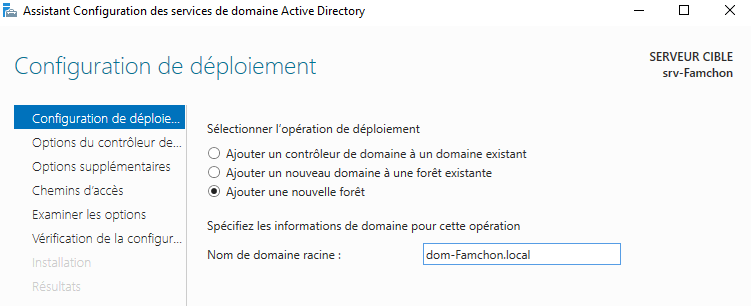 Assistant Configuration des services de domaine Active Directory
Configuration de déploiement
SERVEUR CIBLE
srv-Famchon
Configuration de déploie...
Options du contrôleur de...
Options supplémentaires
Chemins d'accès
Examiner les options
Vérification de la configur...
Installation
Résultats
Sélectionner l'opération de déploiement
Ajouter un contrôleur de domaine à un domaine existant
Ajouter un nouveau domaine à une forêt existante
Ajouter une nouvelle forêt
Spécifiez les informations de domaine pour cette opération
Nom de domaine racine : dom-Famchon.local